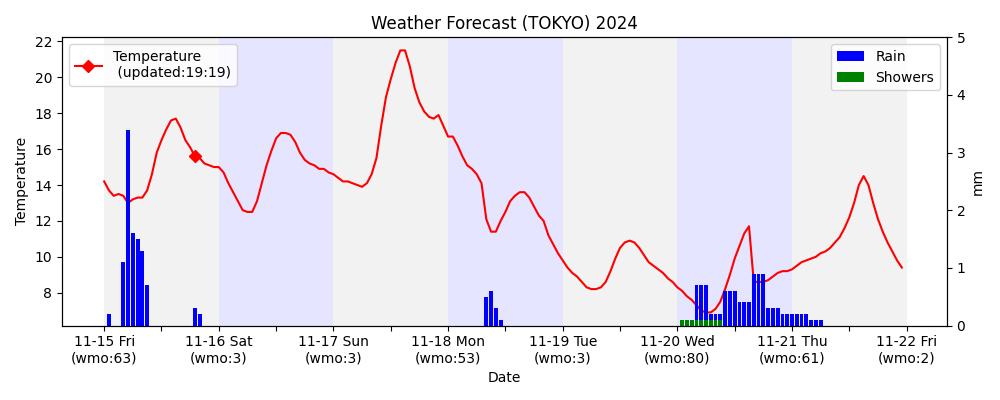 Weather Forecast (TOKYO) 2024
Temperature
(updated:19:19)
Rain
Showers
22
20
18
16
14
12
10
8
Temperature
5
4
3
2
1
0
mm
11-15 Fri
(wmo:63)
11-16 Sat
(wmo:3)
11-17 Sun
(wmo:3)
11-18 Mon
(wmo:53)
11-19 Tue
(wmo:3)
11-20 Wed
(wmo:80)
11-21 Thu
(wmo:61)
11-22 Fri
(wmo:2)
Date